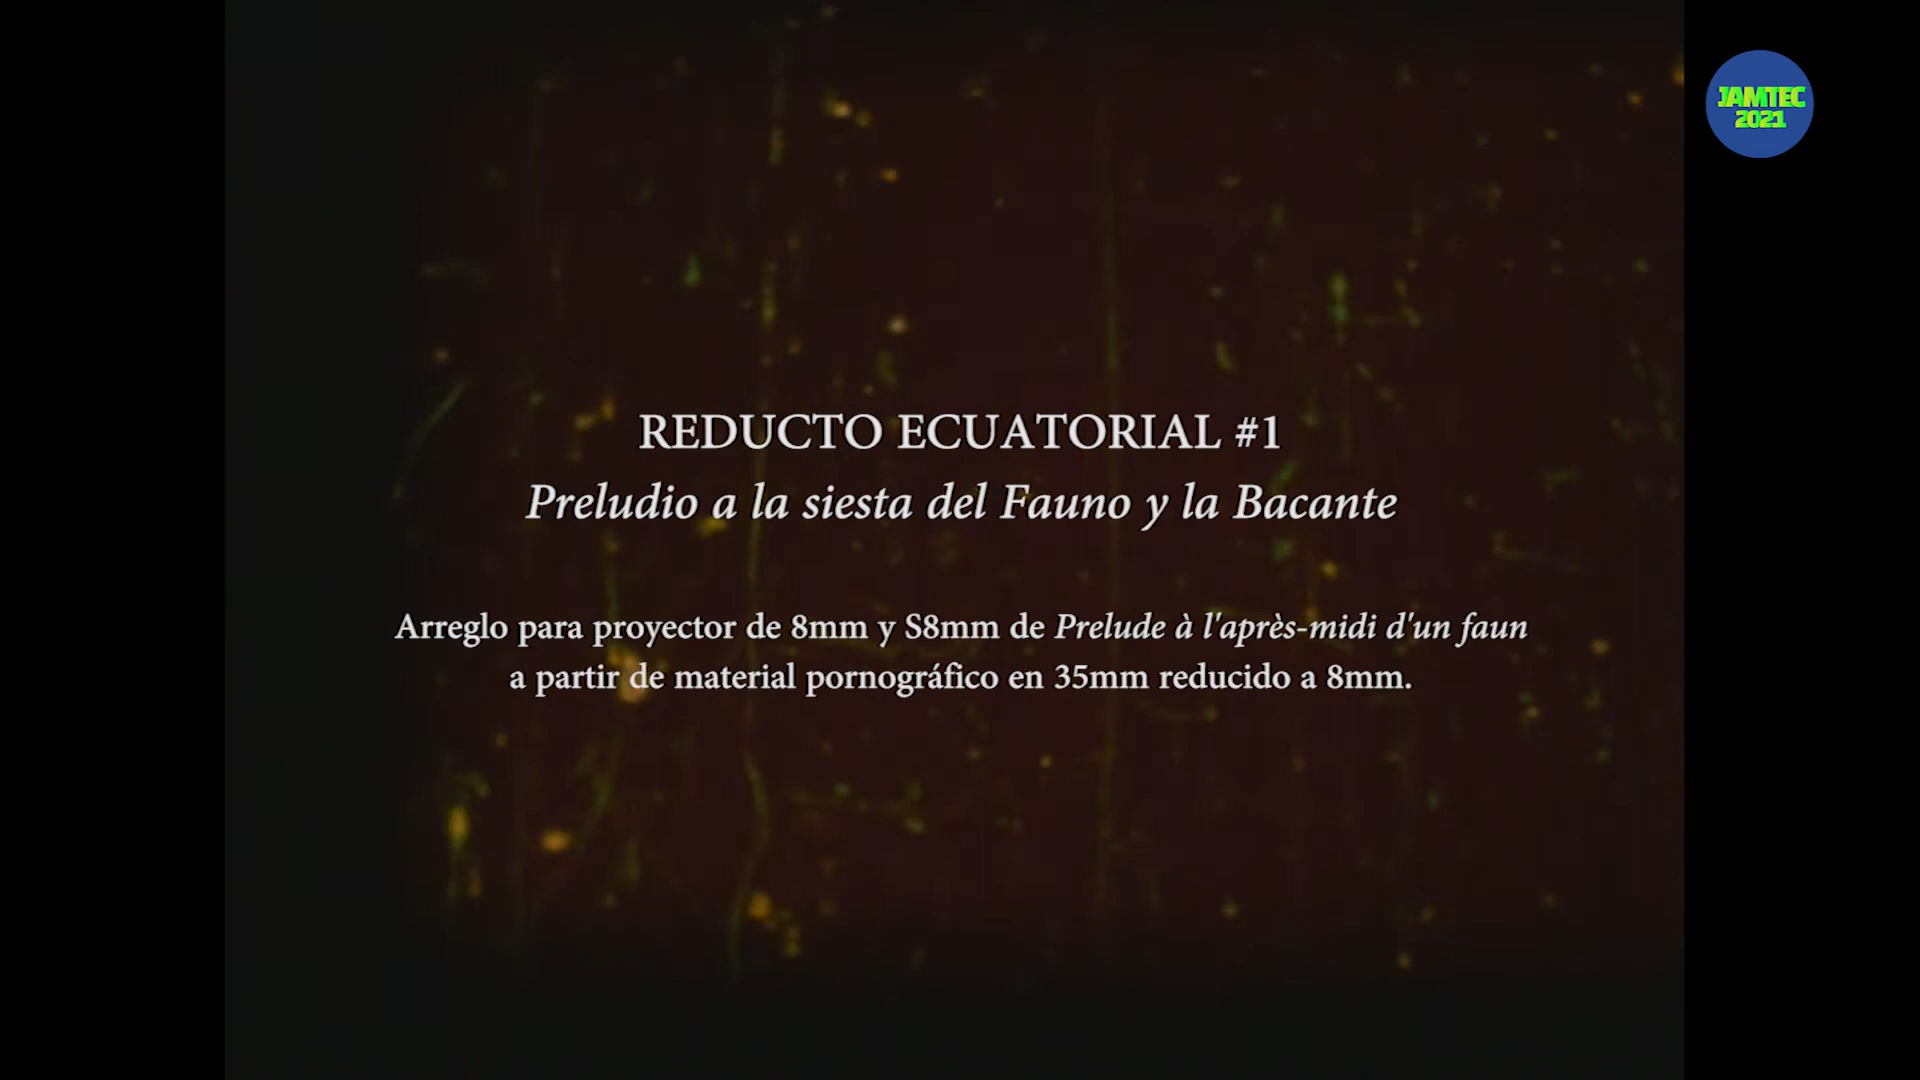 JAMTEC
2021
REDUCTO ECUATORIAL #1
Preludio a la siesta del Fauno y la Bacante
Arreglo para proyector de 8mm y S8mm de Prelude à l'après-midi d'un faun
a partir de material pornográfico en 35mm reducido a 8mm.